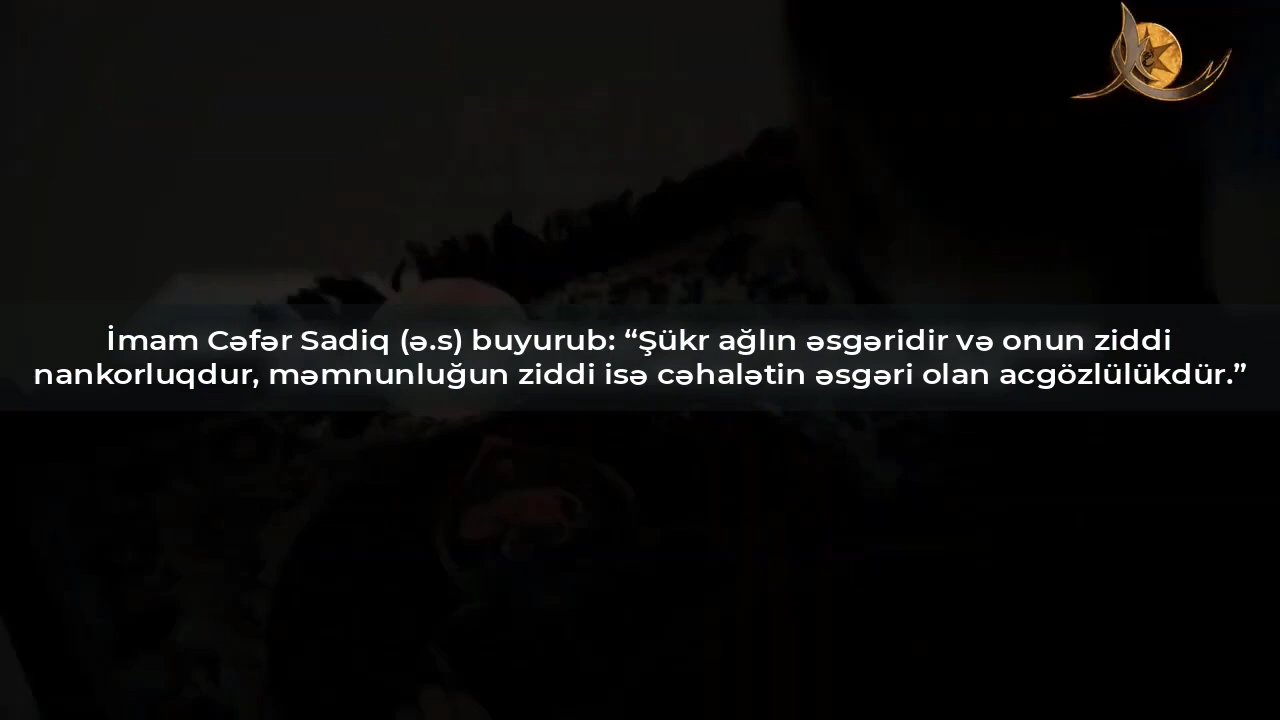 İmam Cəfər Sadiq (ə.s) buyurub: “Şükr ağlın əsgəridir və onun ziddi
nankorluqdur, məmnunluğun ziddi isə cəhalətin əsgəri olan acgözlülükdür.”